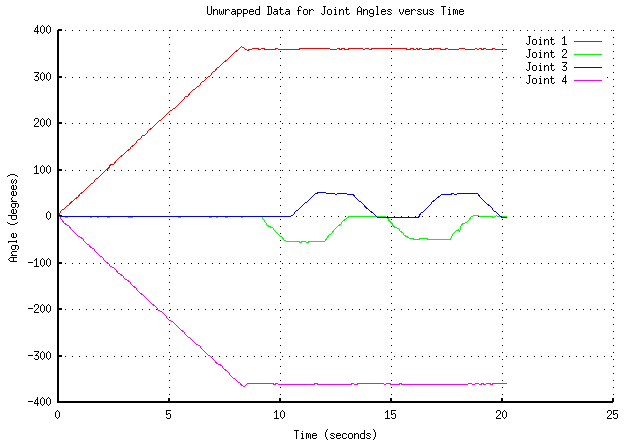 Unwrapped Data for Joint Angles versus Time
400
300
200
100
0
-100
-200
-300
-400
Angle (degrees)
Joint 1
Joint 2
Joint 3
Joint 4
0 5 10 15 20 25
Time (seconds)